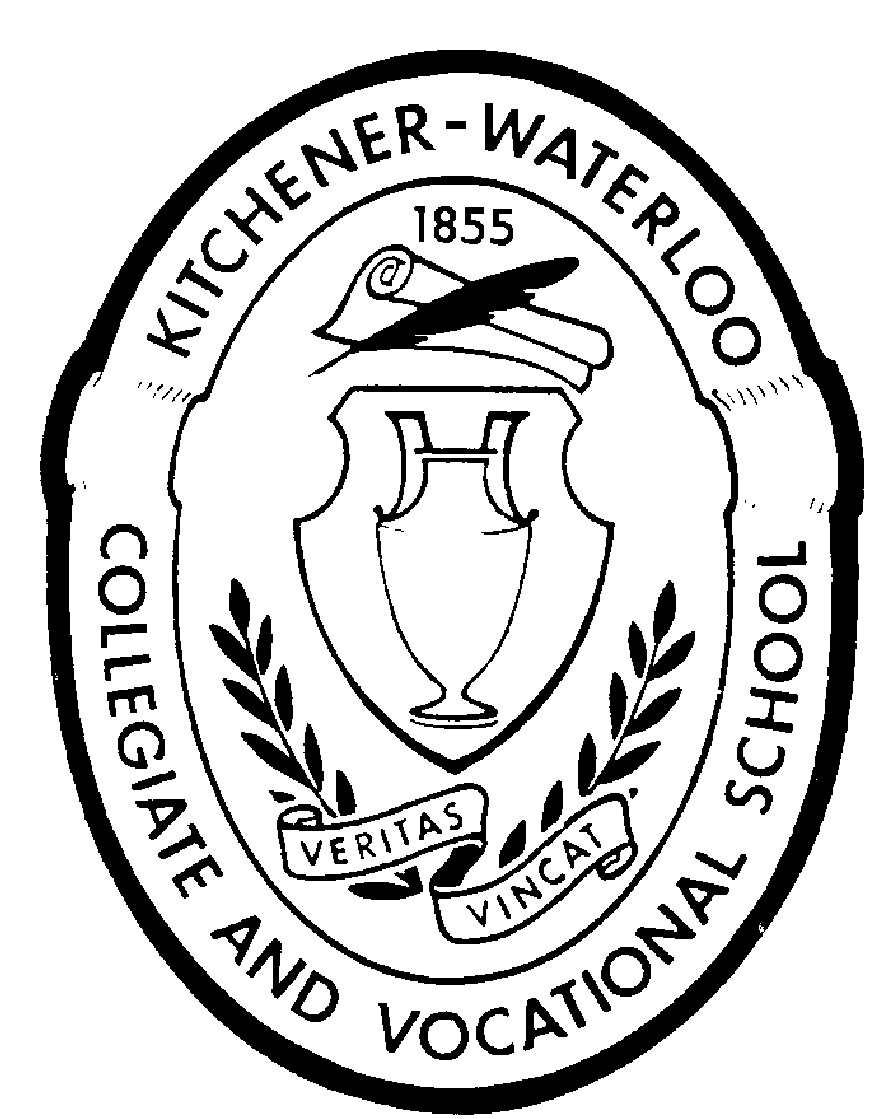 KITCHENER-WATERLOO
1855
VERITAS
VINCAT
COLLEGIATE AND VOCATIONAL SCHOOL